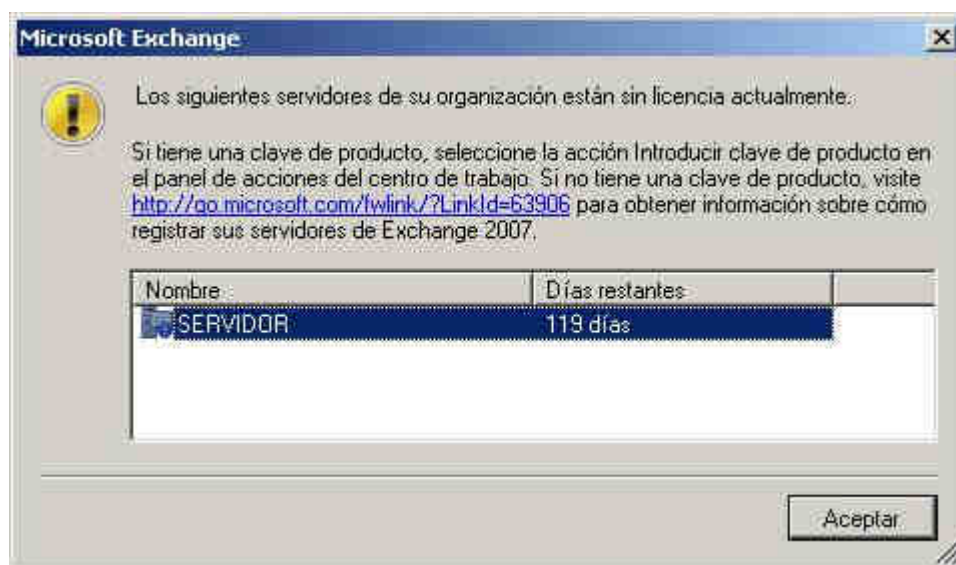 Microsoft Exchange
Los siguientes servidores de su organización están sin licencia actualmente.
Si tiene una clave de producto, seleccione la acción Introducir clave de producto en
el panel de acciones del centro de trabajo. Si no tiene una clave de producto, visite
http://go.microsoft.com/fwlink/?LinkId=63906 para obtener información sobre cómo
registrar sus servidores de Exchange 2007.
Nombre Días restantes
SERVIDOR 119 días
Aceptar